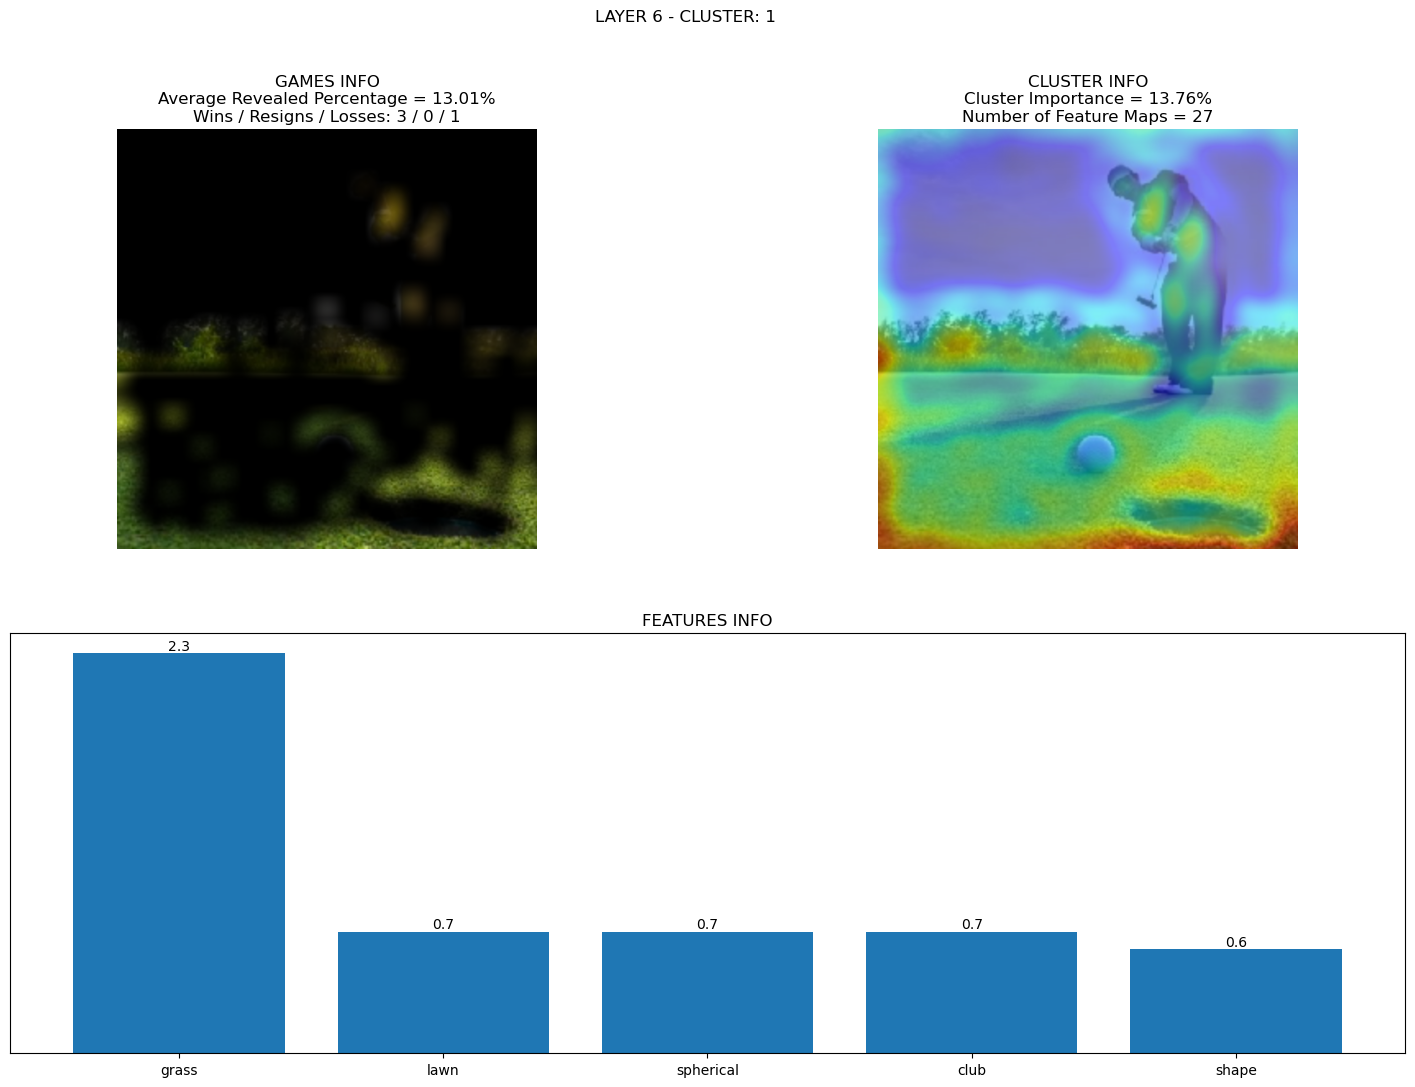 LAYER 6 - CLUSTER: 1
GAMES INFO
Average Revealed Percentage = 13.01%
Wins / Resigns / Losses: 3 / 0 / 1
CLUSTER INFO
Cluster Importance = 13.76%
Number of Feature Maps = 27
FEATURES INFO
2.3
0.7
0.7
0.7
0.6
grass
lawn
spherical
club
shape